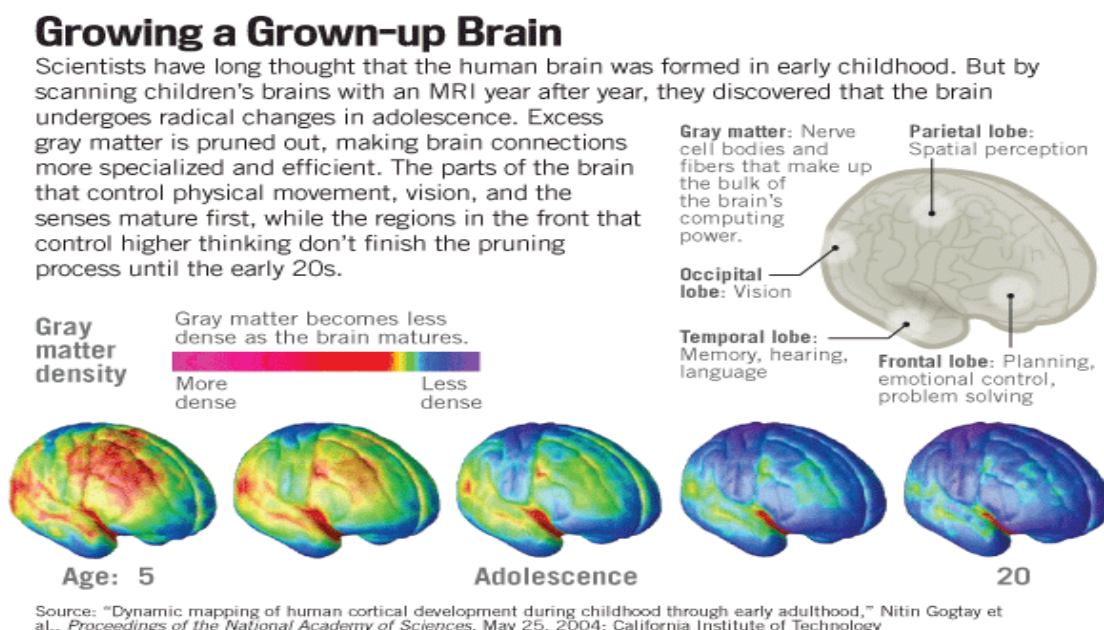 Growing a Grown-up Brain
Scientists have long thought that the human brain was formed in early childhood. But by
scanning children's brains with an MRI year after year, they discovered that the brain
undergoes radical changes in adolescence. Excess
gray matter is pruned out, making brain connections
more specialized and efficient. The parts of the brain
that control physical movement, vision, and the
senses mature first, while the regions in the front that
control higher thinking don't finish the pruning
process until the early 20s.
Gray matter: Nerve
cell bodies and
fibers that make up
the bulk of
the brain's
computing
power.
Parietal lobe:
Spatial perception
Occipital
lobe: Vision
Temporal lobe:
Memory, hearing,
language
Frontal lobe: Planning,
emotional control,
problem solving
Gray
matter
density
Gray matter becomes less
dense as the brain matures.
More
dense
Less
dense
Age: 5
Adolescence
20
Source: "Dynamic mapping of human cortical development during childhood through early adulthood," Nitin Gogtay et
al., Proceedings of the National Academy of Sciences, May 25, 2004; California Institute of Technology